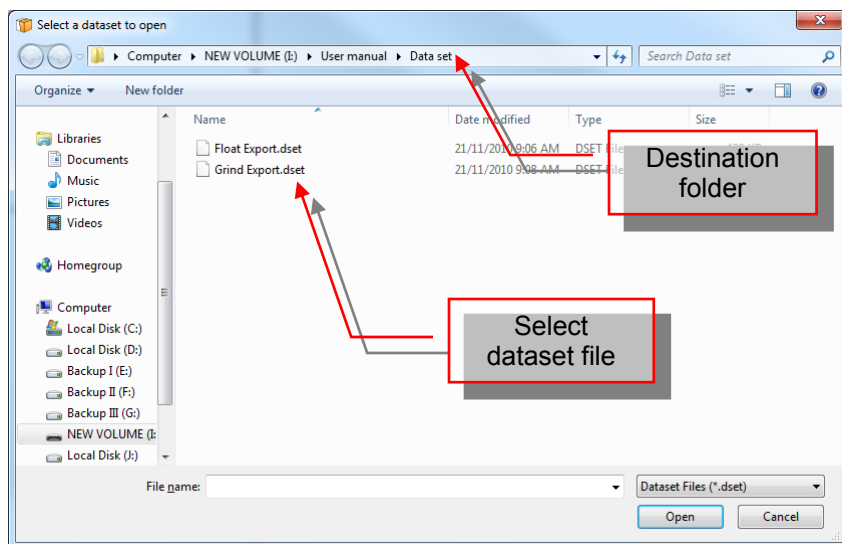 Select a dataset to open
Computer NEW VOLUME (I:) User manual Data set Search Data set
Organize New folder
Name Date modified Type Size
Libraries
Documents
Music
Pictures
Videos
Homegroup
Computer
Local Disk (C:)
Local Disk (D:)
Backup I (E:)
Backup II (F:)
Backup III (G:)
NEW VOLUME (I:
Local Disk (J:)
Float Export.dset 21/11/2010 9:06 AM DSET File
Grind Export.dset 21/11/2010 9:08 AM DSET File
Destination
folder
Select
dataset file
File name: Dataset Files (*.dset)
Open Cancel